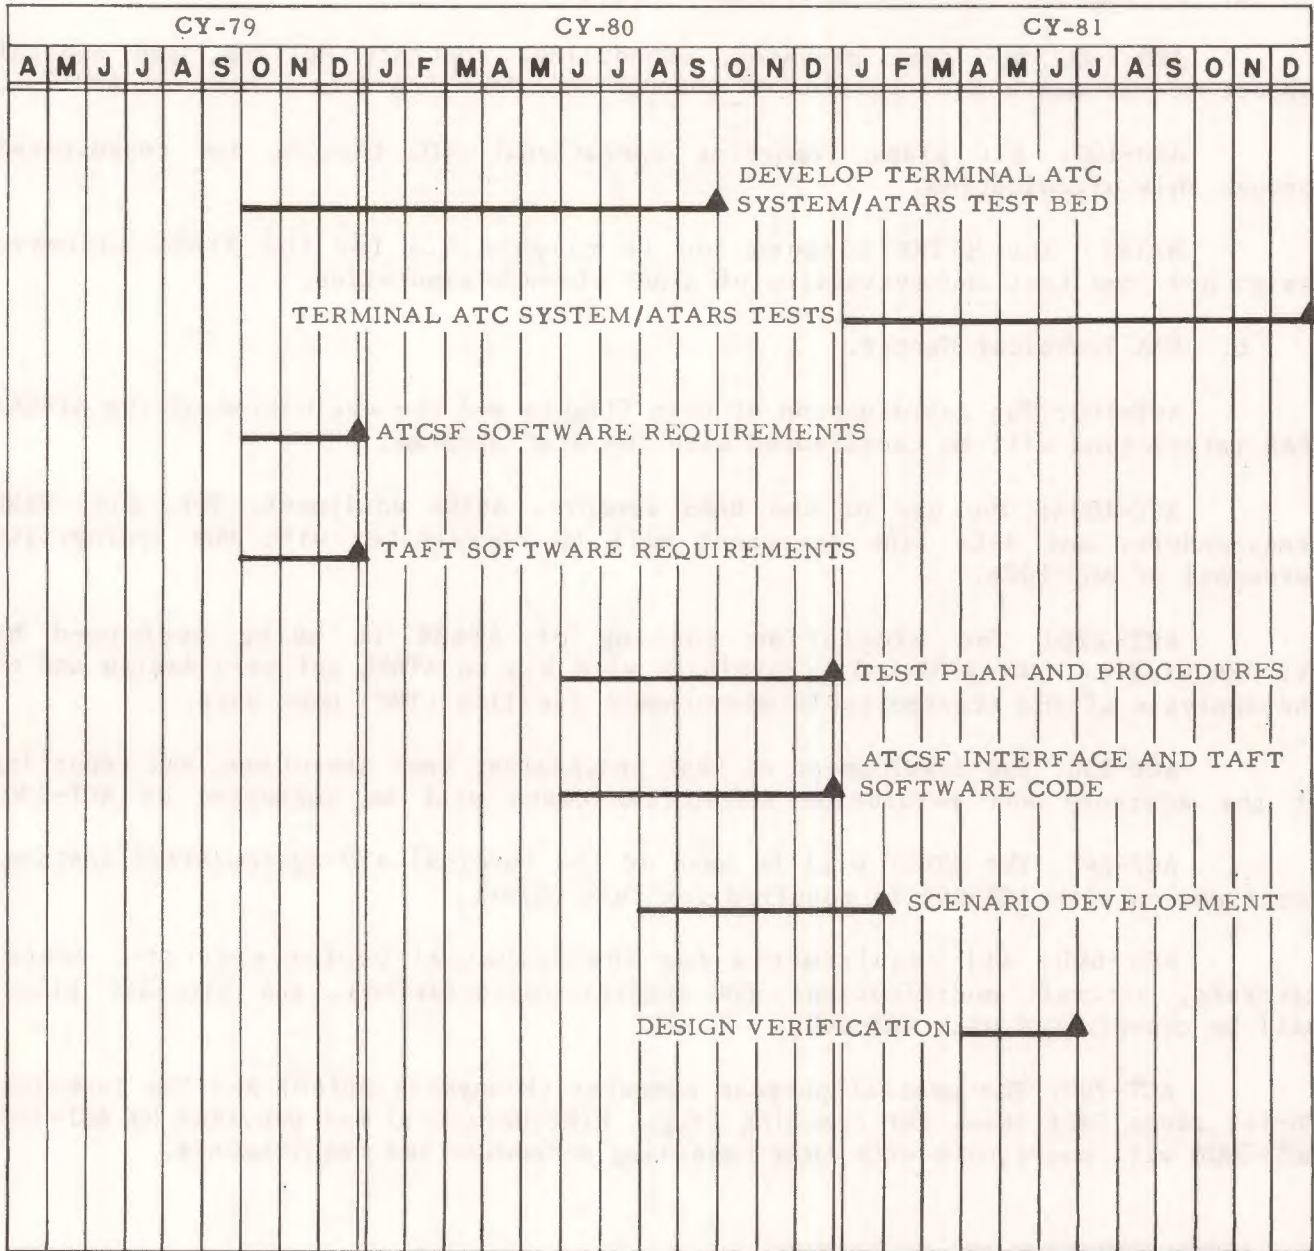 CY-79 CY-80 CY-81
A M J J A S O N D J F M A M J J A S O N D J F M A M J J A S O N D
DEVELOP TERMINAL ATC
SYSTEM/ATARS TEST BED
TERMINAL ATC SYSTEM/ATARS TESTS
ATCSF SOFTWARE REQUIREMENTS
TAFT SOFTWARE REQUIREMENTS
TEST PLAN AND PROCEDURES
ATCSF INTERFACE AND TAFT
SOFTWARE CODE
SCENARIO DEVELOPMENT
DESIGN VERIFICATION